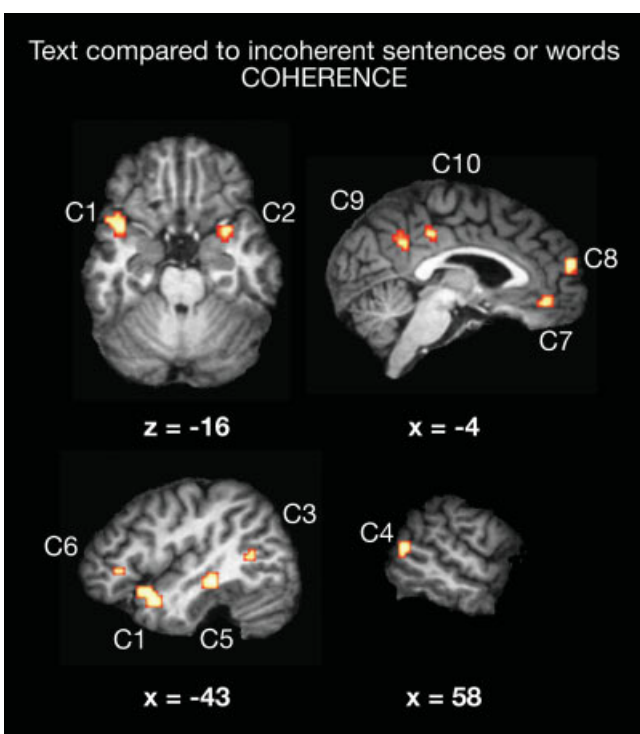 Text compared to incoherent sentences or words
COHERENCE
C1
C2
z = -16
C10
C9
C8
C7
x = -4
C3
C6
C1
C5
x = -43
C4
x = 58